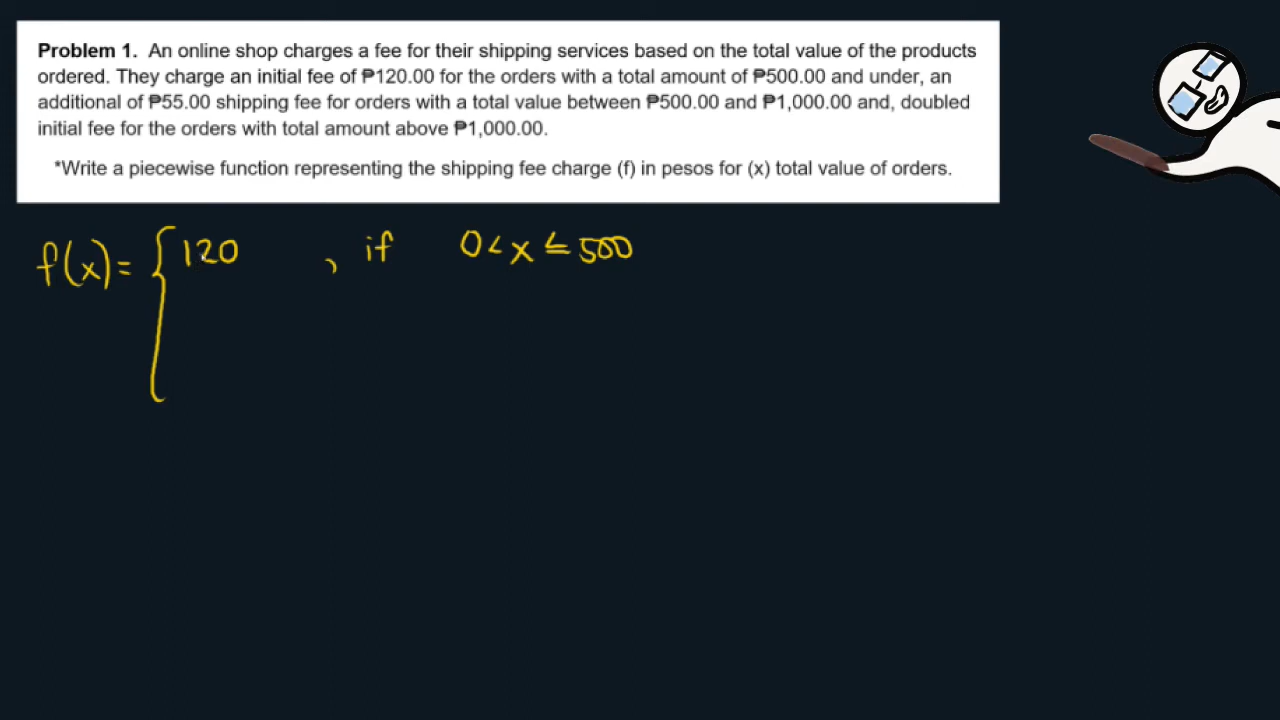 Problem 1. An online shop charges a fee for their shipping services based on the total value of the products
ordered. They charge an initial fee of ₱120.00 for the orders with a total amount of ₱500.00 and under, an
additional of ₱55.00 shipping fee for orders with a total value between ₱500.00 and ₱1,000.00 and, doubled
initial fee for the orders with total amount above ₱1,000.00.
*Write a piecewise function representing the shipping fee charge (f) in pesos for (x) total value of orders.
f(x) = { 120 , if 0 < x ≤ 500